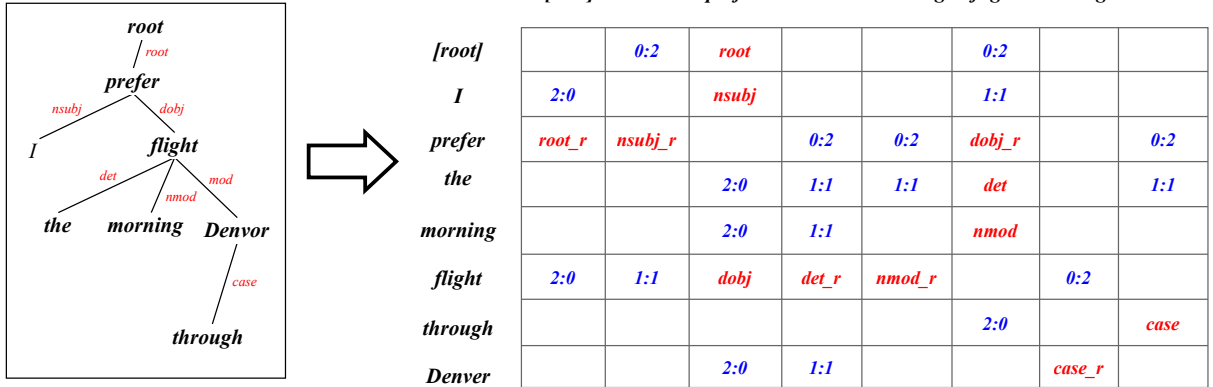 root
root
prefer
nsubj dobj
I flight
det nmod mod
the morning Denvor
case
through
[root] 0:2 root 0:2
I 2:0 nsubj 1:1
prefer root_r nsubj_r 0:2 0:2 dobj_r 0:2
the 2:0 1:1 1:1 det 1:1
morning 2:0 1:1 nmod
flight 2:0 1:1 dobj det_r nmod_r 0:2
through 2:0 case
Denver 2:0 1:1 case_r